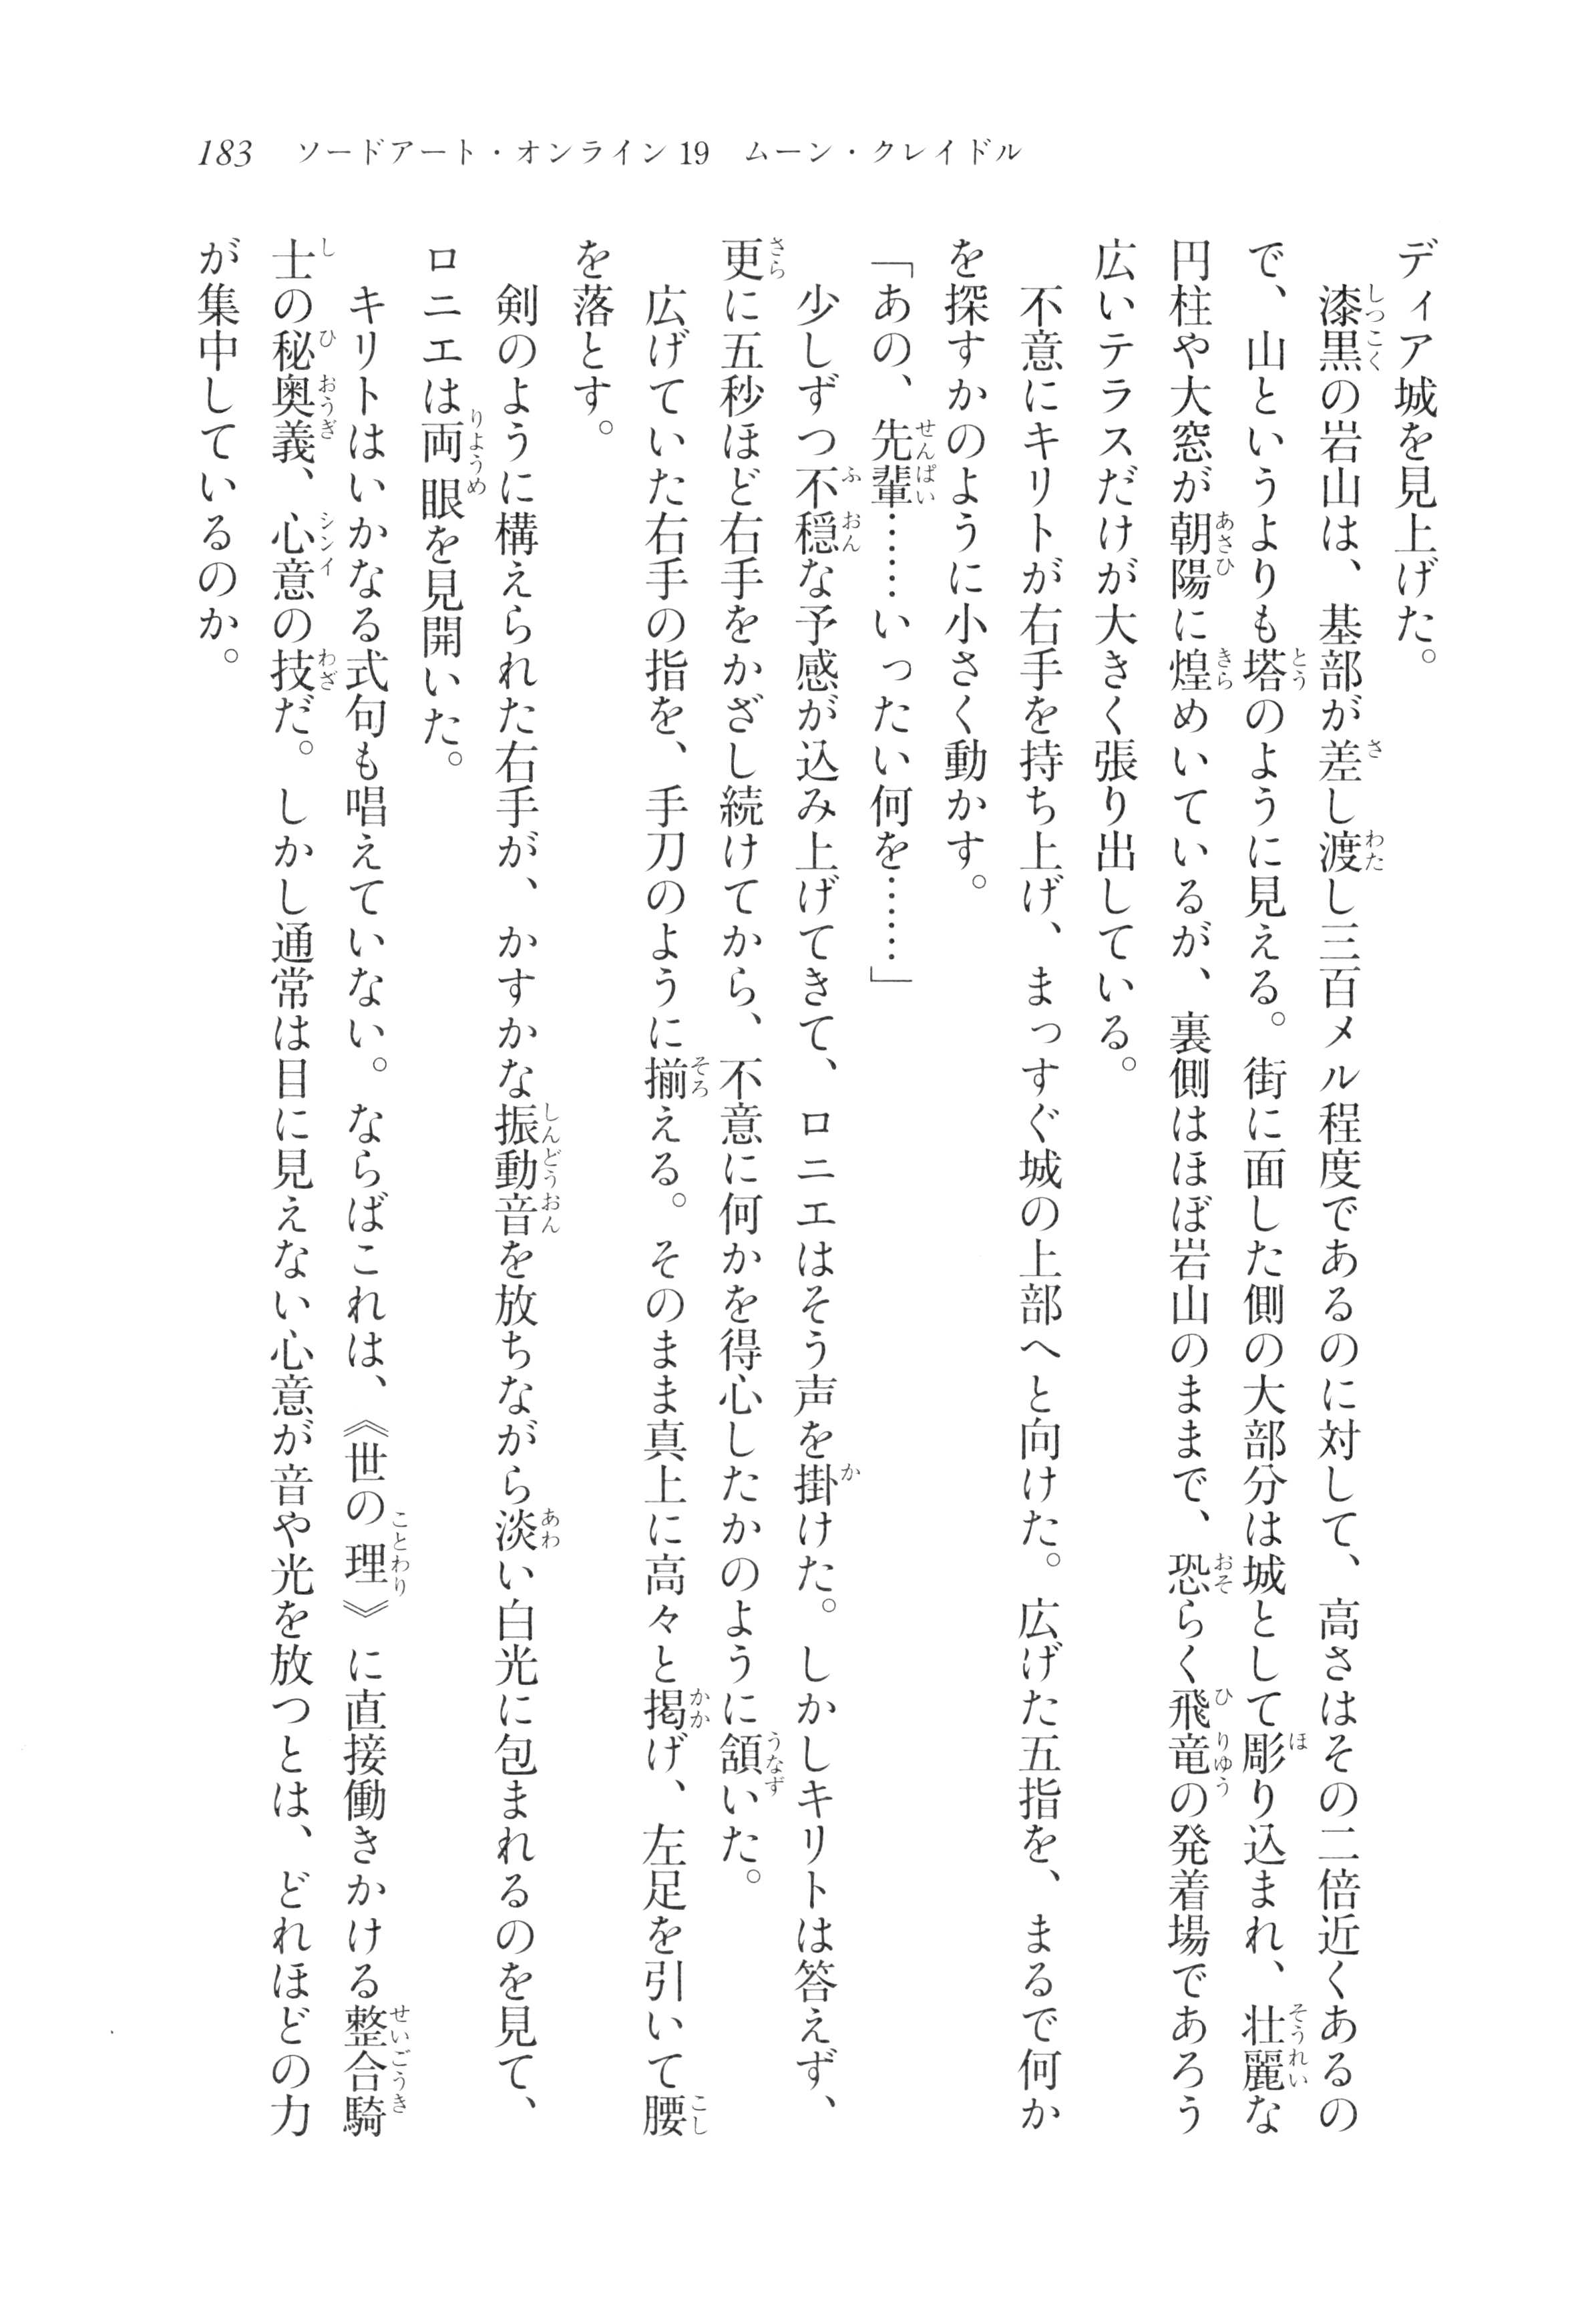 183　ソードアート・オンライン19　ムーン・クレイドル
ディア城を見上げた。
　漆黒の岩山は、基部が差し渡し三百メル程度であるのに対して、高さはその二倍近くあるの
で、山というよりも塔のように見える。街に面した側の大部分は城として彫り込まれ、壮麗な
円柱や大窓が朝陽に煌めいているが、裏側はほぼ岩山のままで、恐らく飛竜の発着場であろう
広いテラスだけが大きく張り出している。
　不意にキリトが右手を持ち上げ、まっすぐ城の上部へと向けた。広げた五指を、まるで何か
を探すかのように小さく動かす。
「あの、先輩……いったい何を……」
　少しずつ不穏な予感が込み上げてきて、ロニエはそう声を掛けた。しかしキリトは答えず、
更に五秒ほど右手をかざし続けてから、不意に何かを得心したかのように頷いた。
　広げていた右手の指を、手刀のように揃える。そのまま真上に高々と掲げ、左足を引いて腰
を落とす。
　剣のように構えられた右手が、かすかな振動音を放ちながら淡い白光に包まれるのを見て、
ロニエは両眼を見開いた。
　キリトはいかなる式句も唱えていない。ならばこれは、《世の理》に直接働きかける整合騎
士の秘奥義、心意の技だ。しかし通常は目に見えない心意が音や光を放つとは、どれほどの力
が集中しているのか。